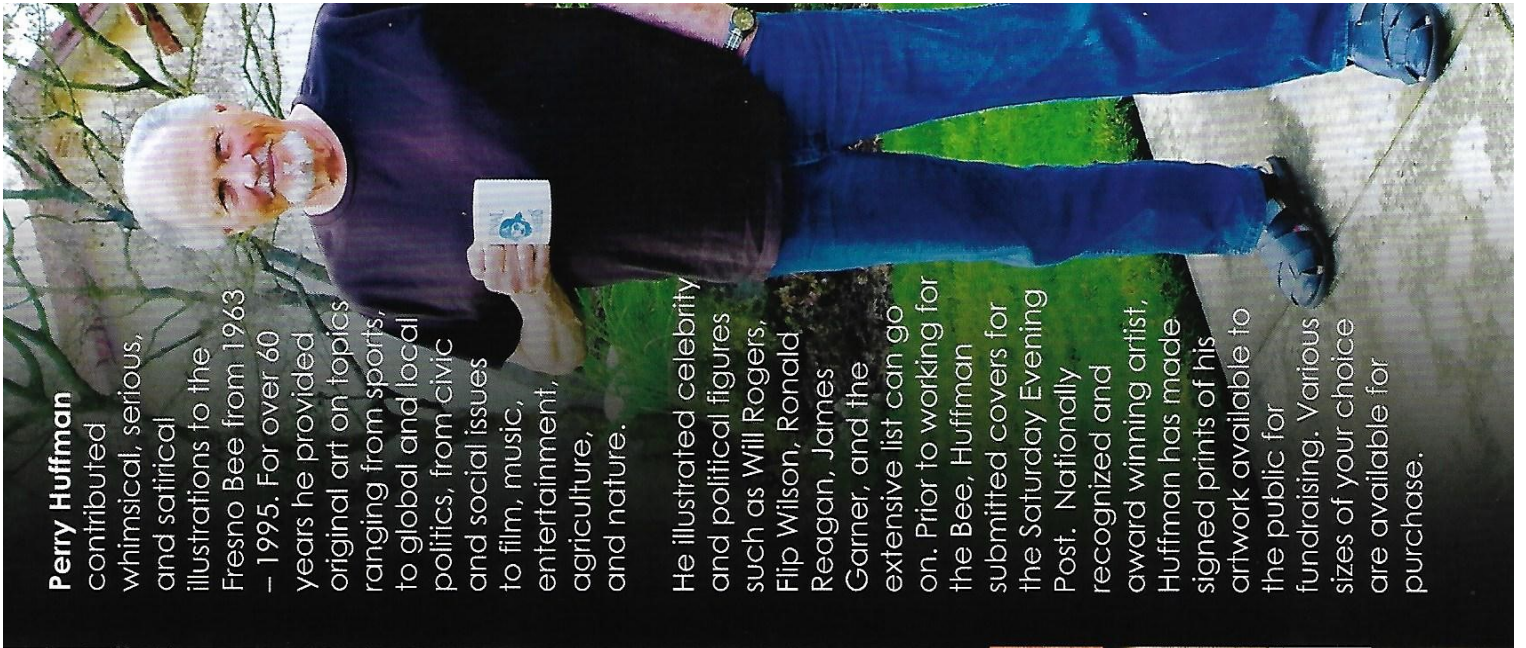 Perry Huffman
contributed
whimsical, serious,
and satirical
illustrations to the
Fresno Bee from 1963
– 1995. For over 60
years he provided
original art on topics
ranging from sports,
to global and local
politics, from civic
and social issues
to film, music,
entertainment,
agriculture,
and nature.
He illustrated celebrity
and political figures
such as Will Rogers,
Flip Wilson, Ronald
Reagan, James
Garner, and the
extensive list can go
on. Prior to working for
the Bee, Huffman
submitted covers for
the Saturday Evening
Post. Nationally
recognized and
award winning artist,
Huffman has made
signed prints of his
artwork available to
the public for
fundraising. Various
sizes of your choice
are available for
purchase.